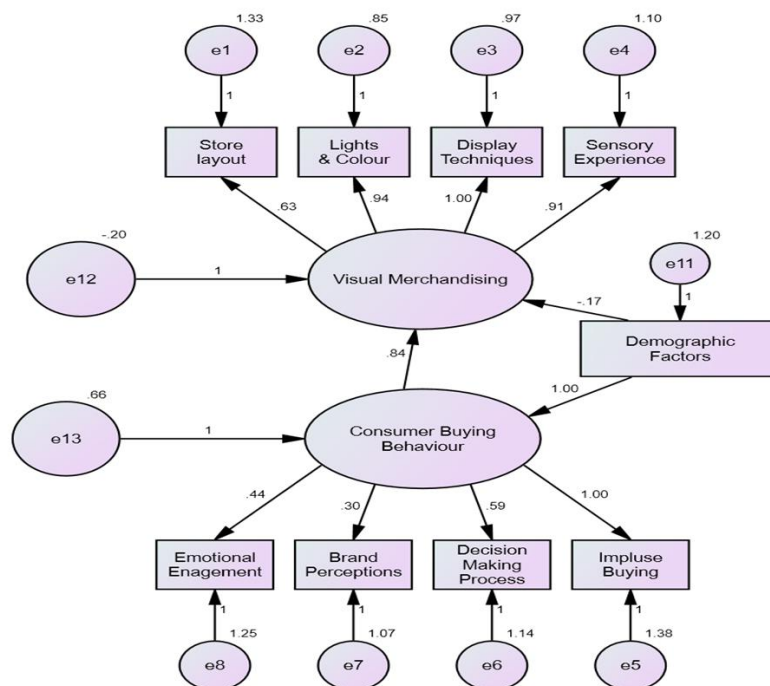 1.33
.85
.97
1.10
e1
e2
e3
e4
1
1
1
1
Store
layout
Lights
& Colour
Display
Techniques
Sensory
Experience
.63
.94
1.00
.91
-.20
1.20
e12
1
Visual Merchandising
e11
1
-.17
Demographic
Factors
.84
1.00
.66
e13
1
Consumer Buying
Behaviour
.44
.30
.59
1.00
Emotional
Enagement
Brand
Perceptions
Decision
Making
Process
Impluse
Buying
1
1
1
1
1.25
1.07
1.14
1.38
e8
e7
e6
e5